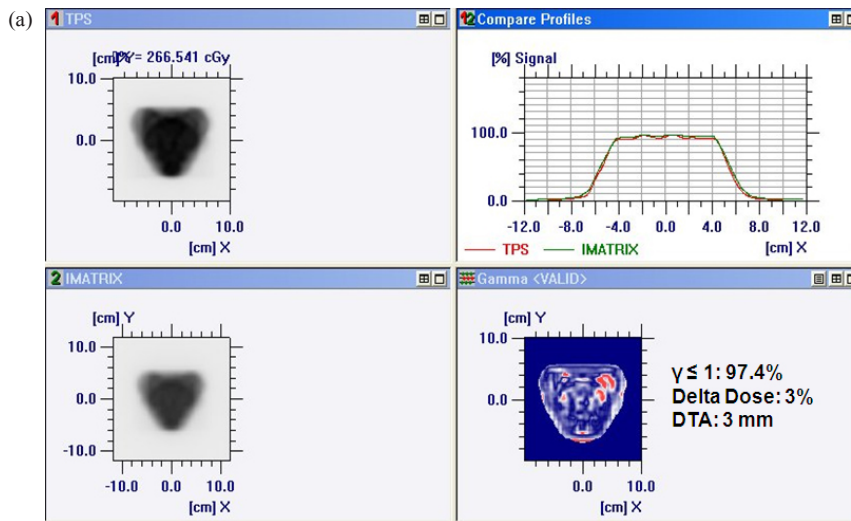 (a)
1 TPS
[cm] Y
D%= 266.541 cGy
10.0
0.0
0.0 10.0
[cm] X
12 Compare Profiles
[%] Signal
100.0
0.0
-12.0 -8.0 -4.0 0.0 4.0 8.0 12.0
TPS IMATRIX [cm] X
2 IMATRIX
[cm] Y
10.0
0.0
-10.0
-10.0 0.0 10.0
[cm] X
Gamma <VALID>
[cm] Y
10.0
0.0
0.0 10.0
[cm] X
γ ≤ 1: 97.4%
Delta Dose: 3%
DTA: 3 mm